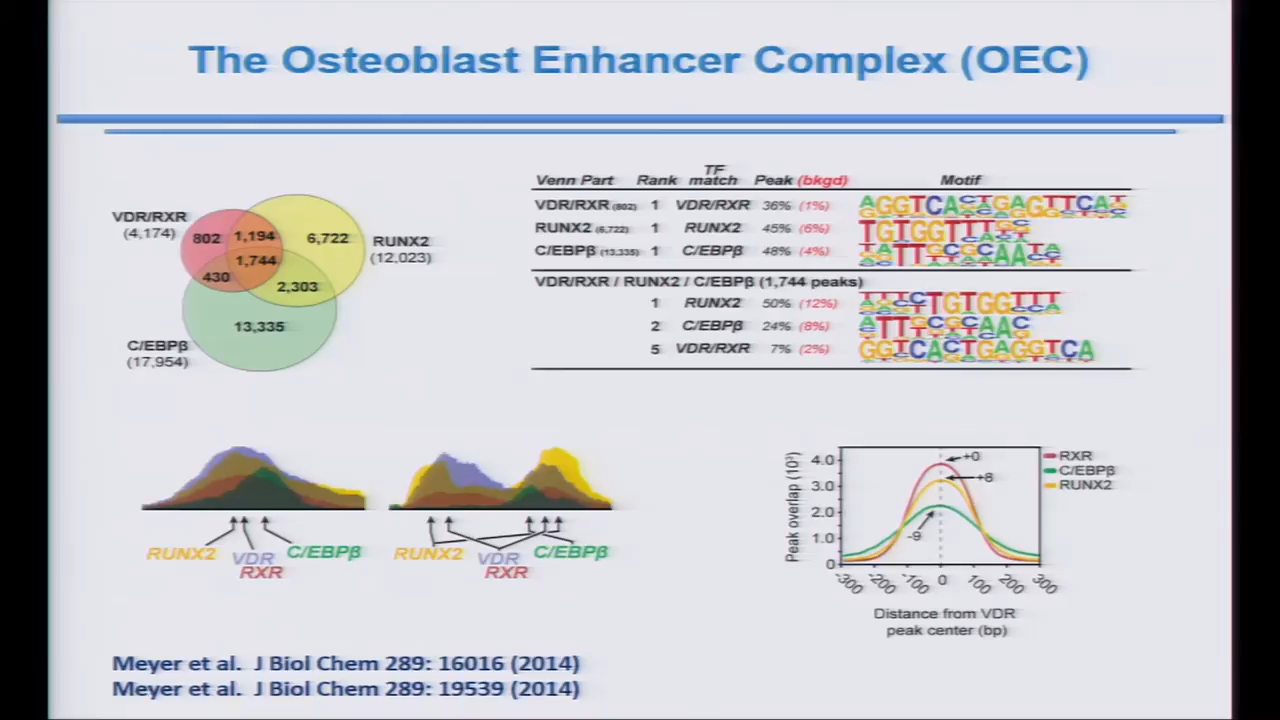 The Osteoblast Enhancer Complex (OEC)
VDR/RXR
(4,174)
802
1,194
6,722
1,744
430
2,303
13,335
RUNX2
(12,023)
C/EBPβ
(17,954)
Venn Part Rank TF match Peak (bkgd) Motif
VDR/RXR (802) 1 VDR/RXR 36% (1%) AGGTCA GAGTTCA
RUNX2 (6,722) 1 RUNX2 45% (6%) TGTGGTTT
C/EBPβ (13,335) 1 C/EBPβ 48% (4%)
VDR/RXR / RUNX2 / C/EBPβ (1,744 peaks)
1 RUNX2 50% (12%) TGTGGTTT
2 C/EBPβ 24% (8%)
5 VDR/RXR 7% (2%) GGTCACTGAGGTCA
RUNX2 VDR RXR C/EBPβ
RUNX2 VDR RXR C/EBPβ
Peak overlap (10³)
4.0
3.0
2.0
1.0
0
+0
+8
-9
-300 -200 -100 0 100 200 300
Distance from VDR
peak center (bp)
RXR
C/EBPβ
RUNX2
Meyer et al. J Biol Chem 289: 16016 (2014)
Meyer et al. J Biol Chem 289: 19539 (2014)